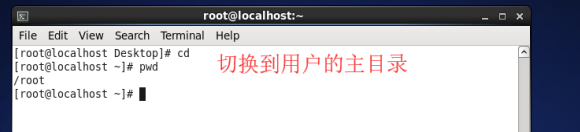 root@localhost:~
File Edit View Search Terminal Help
[root@localhost Desktop]# cd
[root@localhost ~]# pwd
切换到用户的主目录
/root
[root@localhost ~]#